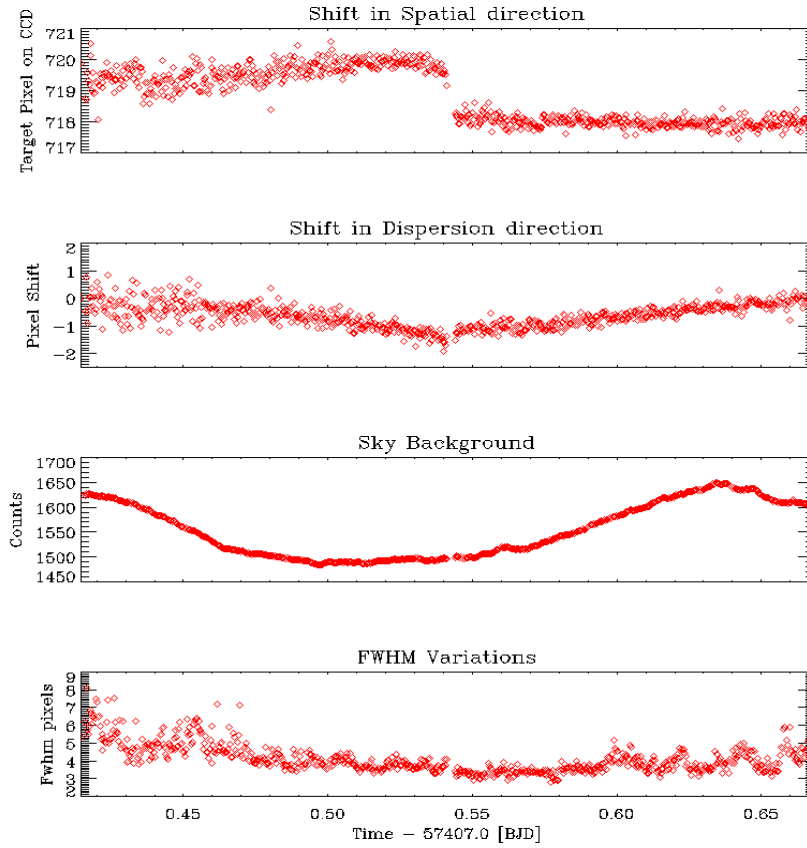 Shift in Spatial direction
Target Pixel on CCD
721
720
719
718
717
Shift in Dispersion direction
Pixel Shift
2
1
0
−1
−2
Sky Background
Counts
1700
1650
1600
1550
1500
1450
FWHM Variations
Fwhm pixels
9
8
7
6
5
4
3
2
0.45 0.50 0.55 0.60 0.65
Time − 57407.0 [BJD]